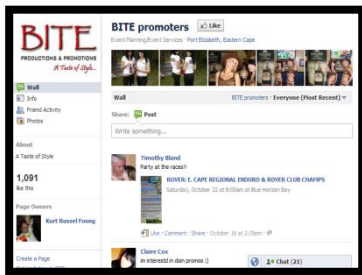 BITE
PRODUCTIONS & PROMOTIONS
A Taste of Style...
Wall
Info
Friend Activity
Photos
About
A Taste of Style
1,091
like this
Page Owners
Kurt Russel Foong
Create a Page
BITE promoters
Like
Event Planning/Event Services · Port Elizabeth, Eastern Cape
Wall
BITE promoters · Everyone (Most Recent)
Share: Post
Write something...
Timothy Bland
Party at the races!!
ROVER: E. CAPE REGIONAL ENDURO & ROVER CLUB CHAMPS
Saturday, October 22 at 8:00am at Blue Horizon Bay
Like · Comment · Share · October 18 at 2:39pm
Claire Cox
im interestd in doin promos :)
Chat (21)